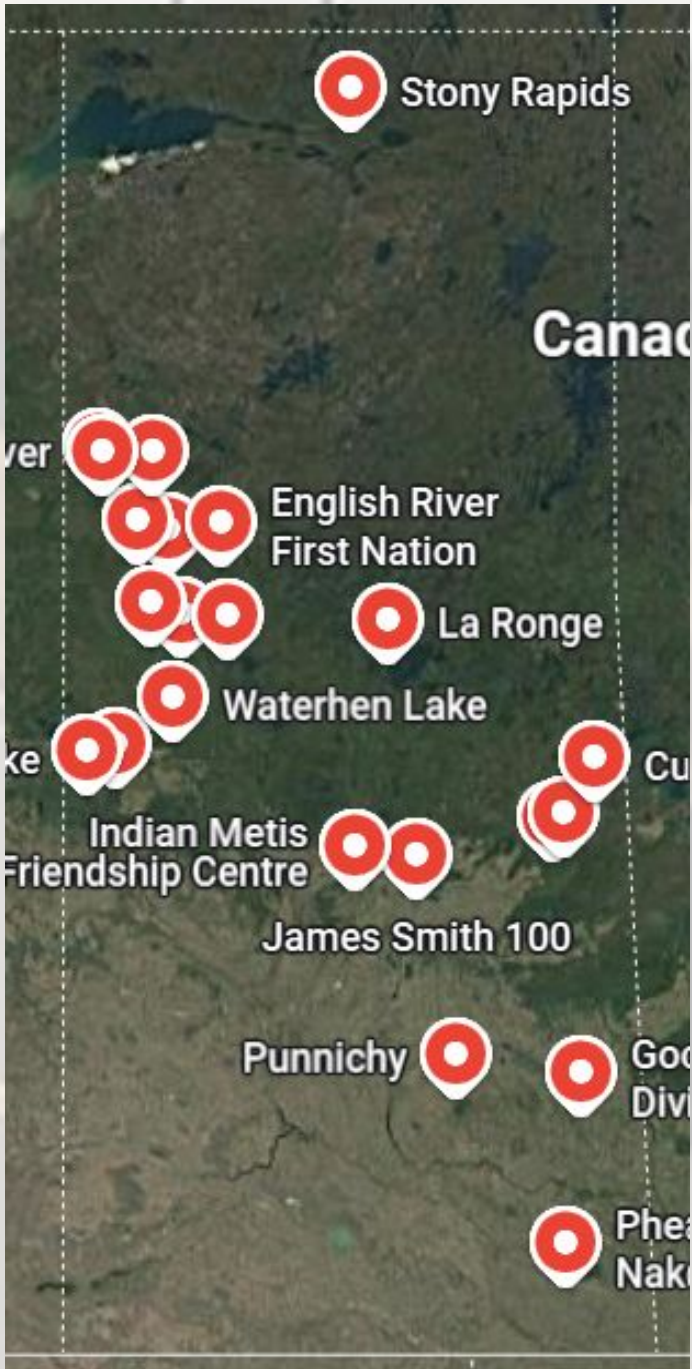 Stony Rapids
Canad
ver
English River
First Nation
La Ronge
Waterhen Lake
ke
Cu
Indian Metis
Friendship Centre
James Smith 100
Punnichy
Goo
Divi
Phea
Nak